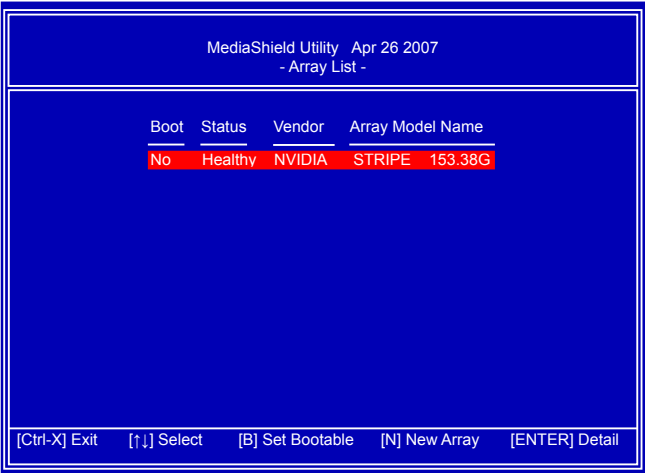 MediaShield Utility Apr 26 2007
- Array List -
Boot Status Vendor Array Model Name
No Healthy NVIDIA STRIPE 153.38G
[Ctrl-X] Exit [↑↓] Select [B] Set Bootable [N] New Array [ENTER] Detail